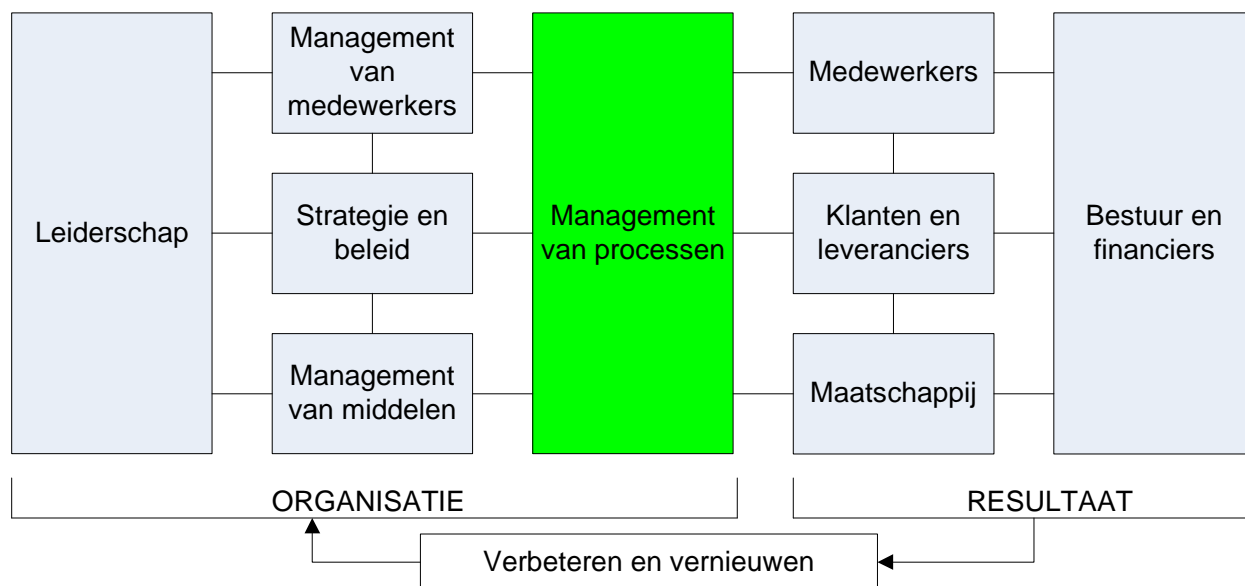 Leiderschap
Management
van
medewerkers
Strategie en
beleid
Management
van middelen
Management
van processen
Medewerkers
Klanten en
leveranciers
Maatschappij
Bestuur en
financiers
ORGANISATIE
RESULTAAT
Verbeteren en vernieuwen